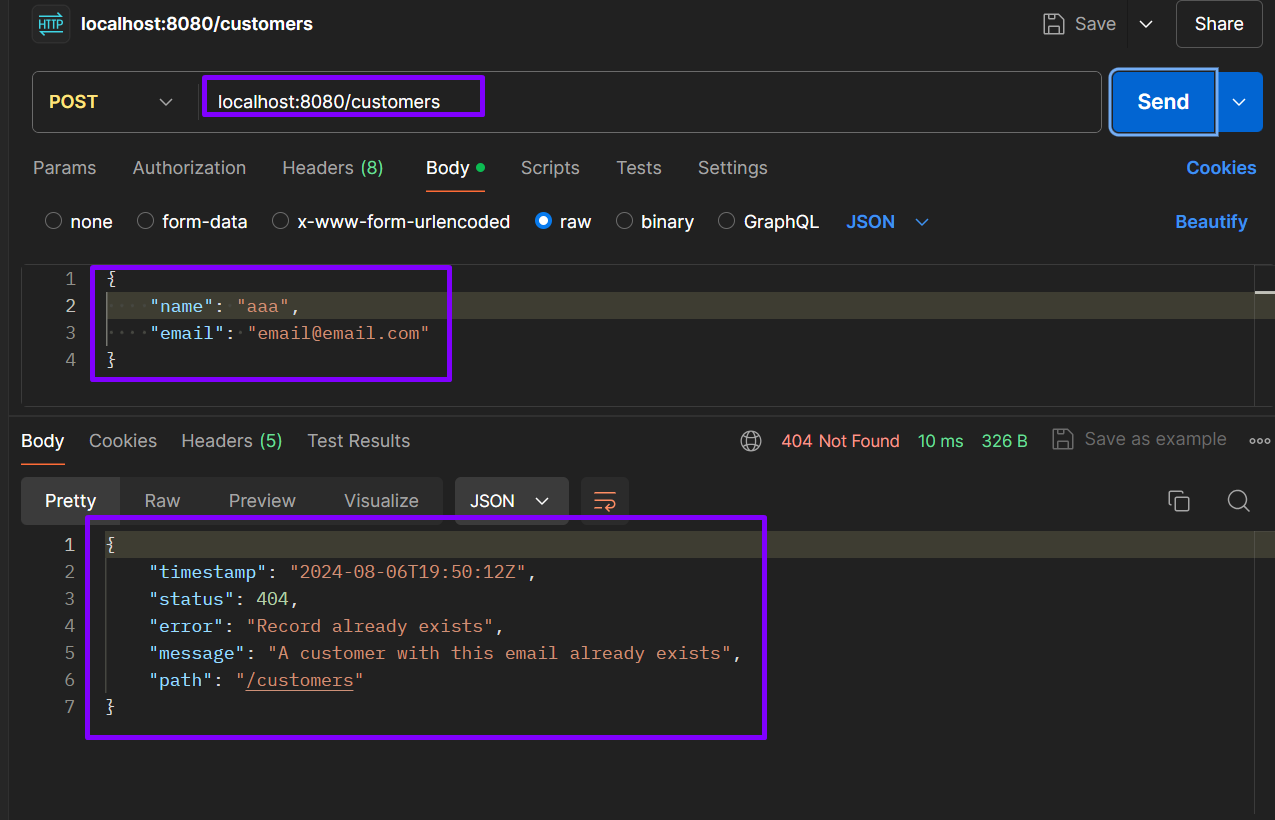 HTTP localhost:8080/customers Save Share
POST localhost:8080/customers Send
Params Authorization Headers (8) Body Scripts Tests Settings Cookies
none form-data x-www-form-urlencoded raw binary GraphQL JSON Beautify
1 {
2 "name": "aaa",
3 "email": "email@email.com"
4 }
Body Cookies Headers (5) Test Results 404 Not Found 10 ms 326 B Save as example
Pretty Raw Preview Visualize JSON
1 {
2 "timestamp": "2024-08-06T19:50:12Z",
3 "status": 404,
4 "error": "Record already exists",
5 "message": "A customer with this email already exists",
6 "path": "/customers"
7 }